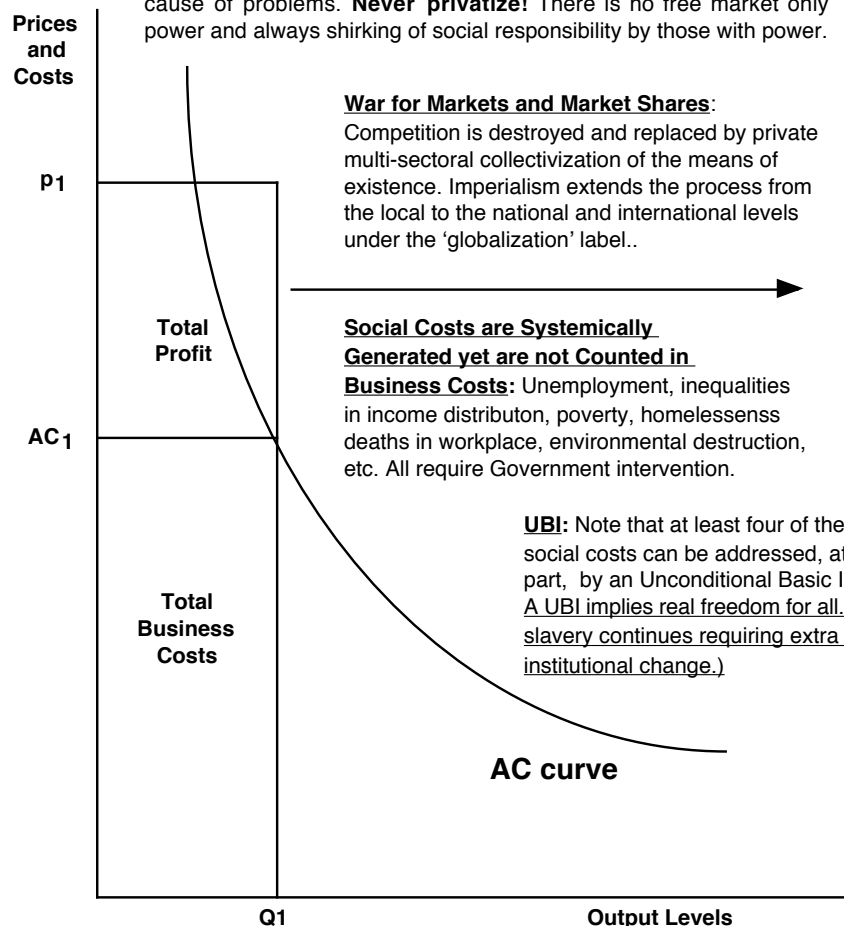 cause of problems. Never privatize! There is no free market only
power and always shirking of social responsibility by those with power.
Prices
and
Costs
War for Markets and Market Shares:
Competition is destroyed and replaced by private
multi-sectoral collectivization of the means of
existence. Imperialism extends the process from
the local to the national and international levels
under the ‘globalization’ label..
p1
Total
Profit
Social Costs are Systemically
Generated yet are not Counted in
Business Costs: Unemployment, inequalities
in income distributon, poverty, homelessenss
deaths in workplace, environmental destruction,
etc. All require Government intervention.
AC1
UBI: Note that at least four of the
social costs can be addressed, at
part, by an Unconditional Basic I
A UBI implies real freedom for all.
slavery continues requiring extra
institutional change.)
Total
Business
Costs
AC curve
Q1
Output Levels